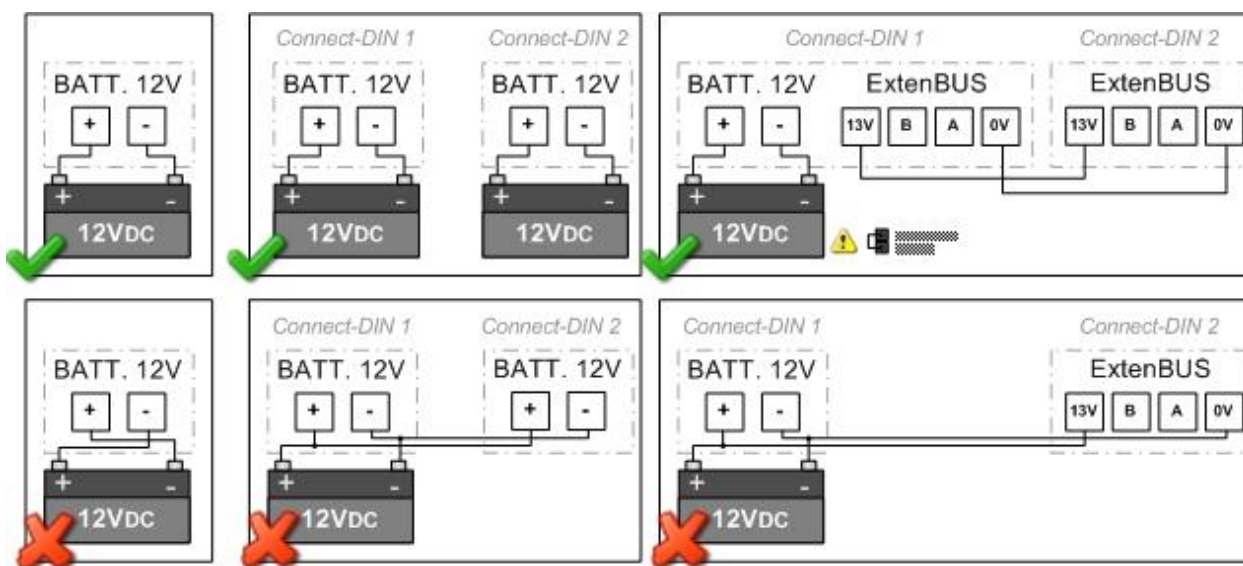 Connect-DIN 1 Connect-DIN 2 Connect-DIN 1 Connect-DIN 2
BATT. 12V BATT. 12V BATT. 12V BATT. 12V ExtenBUS ExtenBUS
+ - + - + - + - 13V B A 0V 13V B A 0V
+ - + - + - + -
12VDC 12VDC 12VDC 12VDC
Connect-DIN 1 Connect-DIN 2 Connect-DIN 1 Connect-DIN 2
BATT. 12V BATT. 12V BATT. 12V BATT. 12V ExtenBUS
+ - + - + - + - 13V B A 0V
+ - + - + -
12VDC 12VDC 12VDC